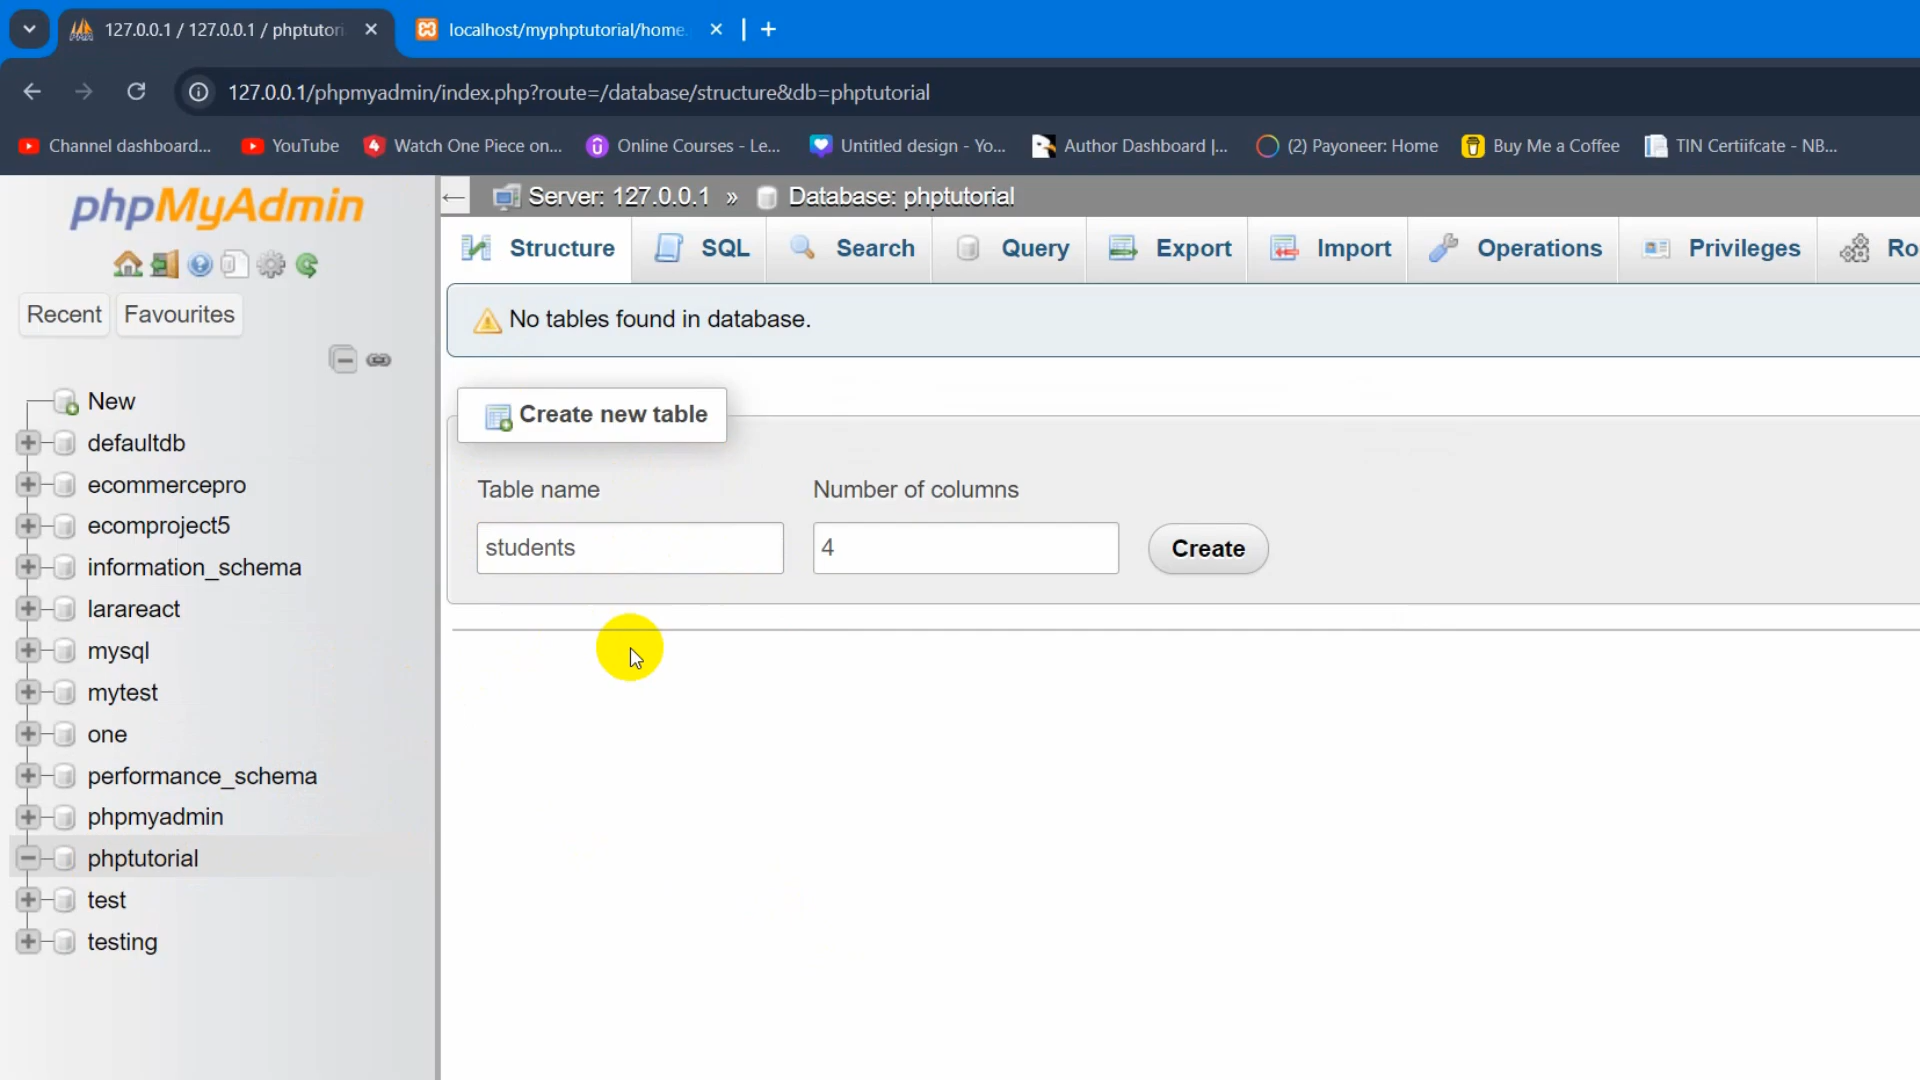 127.0.0.1 / 127.0.0.1 / phptutori
localhost/myphptutorial/home.
127.0.0.1/phpmyadmin/index.php?route=/database/structure&db=phptutorial
Channel dashboard...
YouTube
Watch One Piece on...
Online Courses - Le...
Untitled design - Yo...
Author Dashboard |...
(2) Payoneer: Home
Buy Me a Coffee
TIN Certiifcate - NB...
phpMyAdmin
Server: 127.0.0.1 » Database: phptutorial
Structure
SQL
Search
Query
Export
Import
Operations
Privileges
Ro
Recent
Favourites
No tables found in database.
New
defaultdb
ecommercepro
ecomproject5
information_schema
larareact
mysql
mytest
one
performance_schema
phpmyadmin
phptutorial
test
testing
Create new table
Table name
Number of columns
students
4
Create